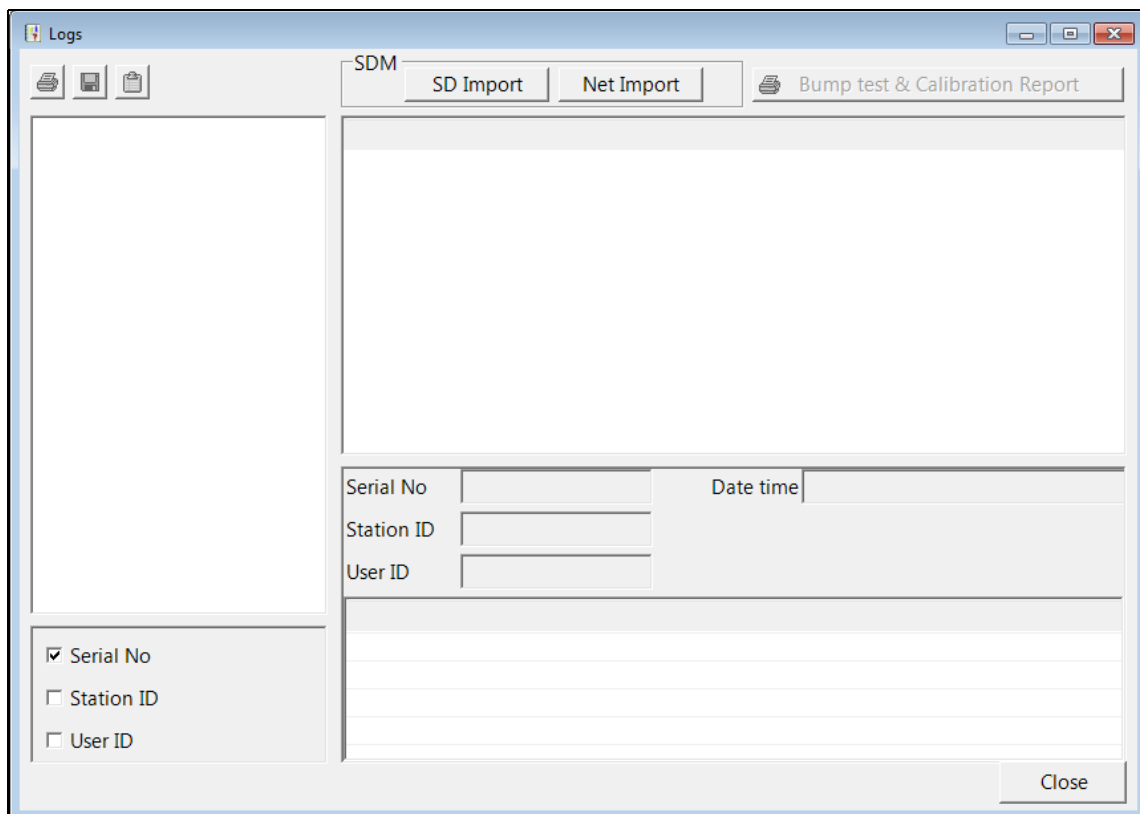 Logs
SDM
SD Import
Net Import
Bump test & Calibration Report
Serial No
Date time
Station ID
User ID
Serial No
Station ID
User ID
Close